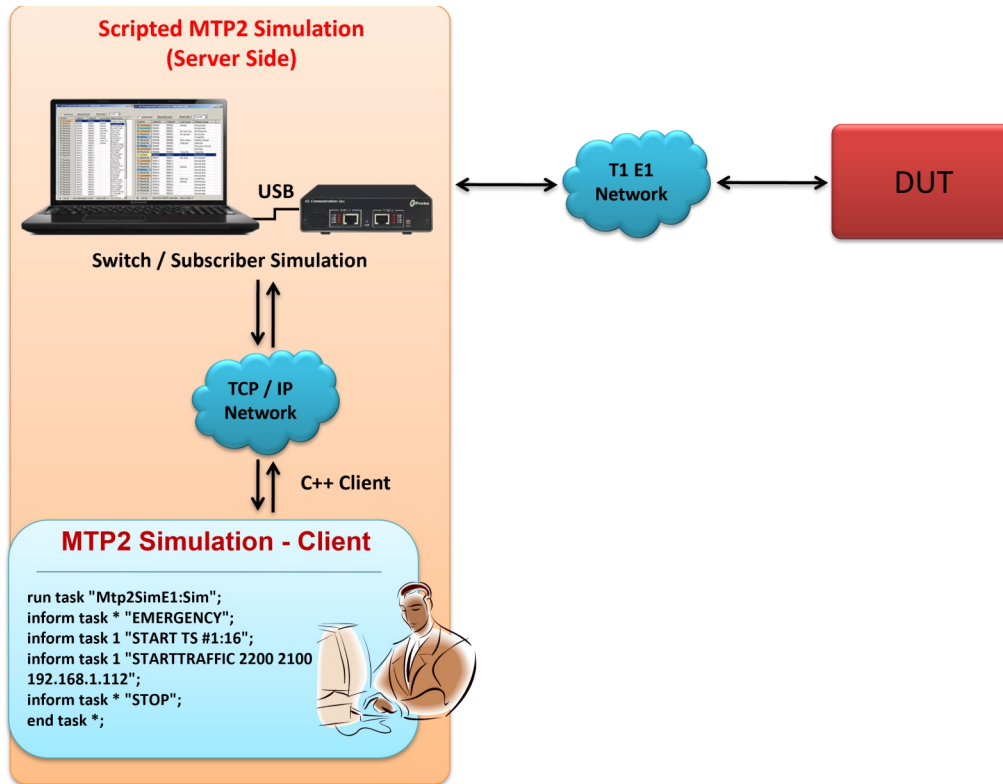 Scripted MTP2 Simulation
(Server Side)
USB
T1 E1
Network
DUT
Switch / Subscriber Simulation
TCP / IP
Network
C++ Client
MTP2 Simulation - Client
run task "Mtp2SimE1:Sim";
inform task * "EMERGENCY";
inform task 1 "START TS #1:16";
inform task 1 "STARTTRAFFIC 2200 2100
192.168.1.112";
inform task * "STOP";
end task *;